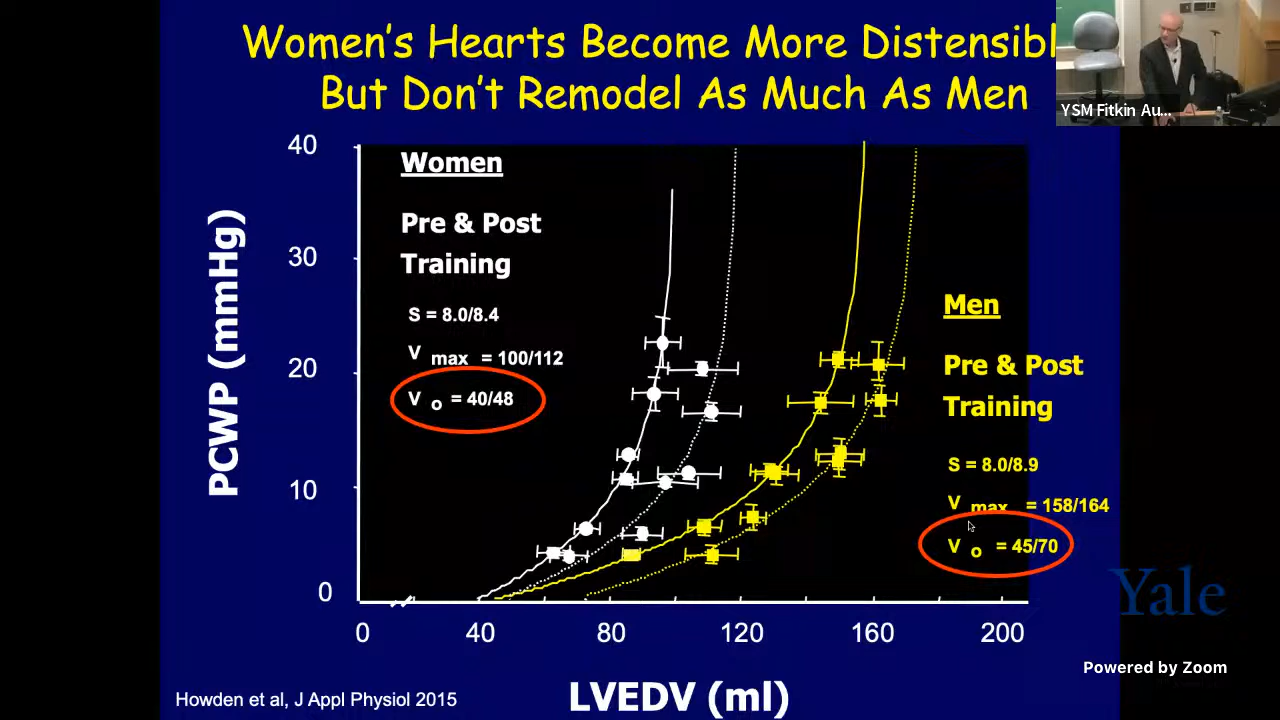 Women's Hearts Become More Distensibl
But Don't Remodel As Much As Men
YSM Fitkin Au...
40
30
20
10
0
PCWP (mmHg)
Women
Pre & Post
Training
S = 8.0/8.4
V max = 100/112
V o = 40/48
Men
Pre & Post
Training
S = 8.0/8.9
V max = 158/164
V o = 45/70
0 40 80 120 160 200
LVEDV (ml)
Howden et al, J Appl Physiol 2015
Yale
Powered by Zoom